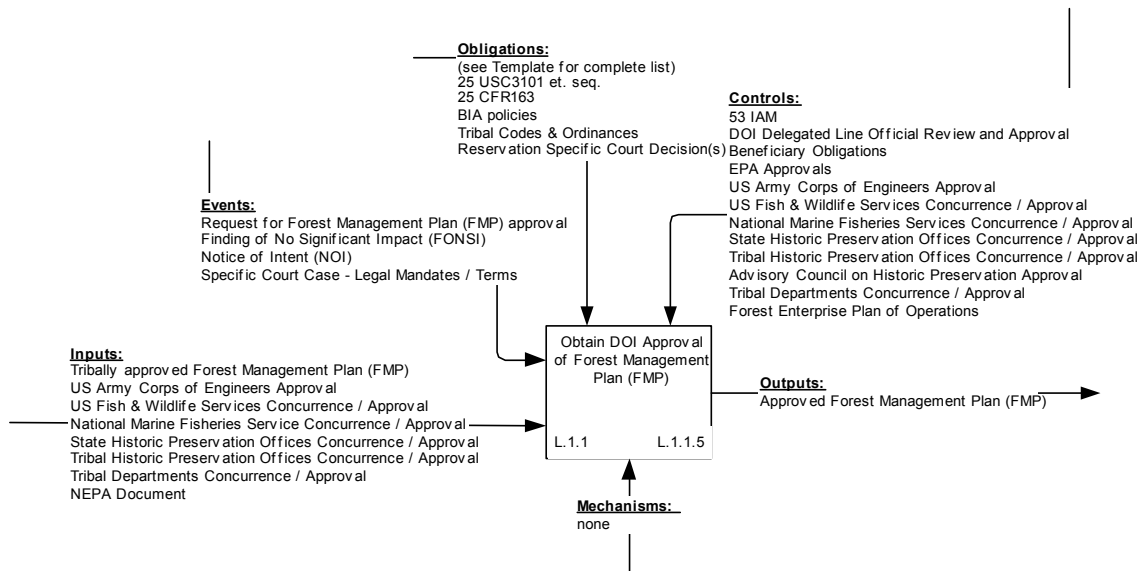 Obligations:
(see Template for complete list)
25 USC3101 et. seq.
25 CFR163
BIA policies
Tribal Codes & Ordinances
Reservation Specific Court Decision(s)
Controls:
53 IAM
DOI Delegated Line Official Review and Approval
Beneficiary Obligations
EPA Approvals
US Army Corps of Engineers Approval
US Fish & Wildlife Services Concurrence / Approval
National Marine Fisheries Services Concurrence / Approval
State Historic Preservation Offices Concurrence / Approval
Tribal Historic Preservation Offices Concurrence / Approval
Advisory Council on Historic Preservation Approval
Tribal Departments Concurrence / Approval
Forest Enterprise Plan of Operations
Events:
Request for Forest Management Plan (FMP) approval
Finding of No Significant Impact (FONSI)
Notice of Intent (NOI)
Specific Court Case - Legal Mandates / Terms
Inputs:
Tribally approved Forest Management Plan (FMP)
US Army Corps of Engineers Approval
US Fish & Wildlife Services Concurrence / Approval
National Marine Fisheries Service Concurrence / Approval
State Historic Preservation Offices Concurrence / Approval
Tribal Historic Preservation Offices Concurrence / Approval
Tribal Departments Concurrence / Approval
NEPA Document
Obtain DOI Approval
of Forest Management
Plan (FMP)
L.1.1 L.1.1.5
Outputs:
Approved Forest Management Plan (FMP)
Mechanisms:
none